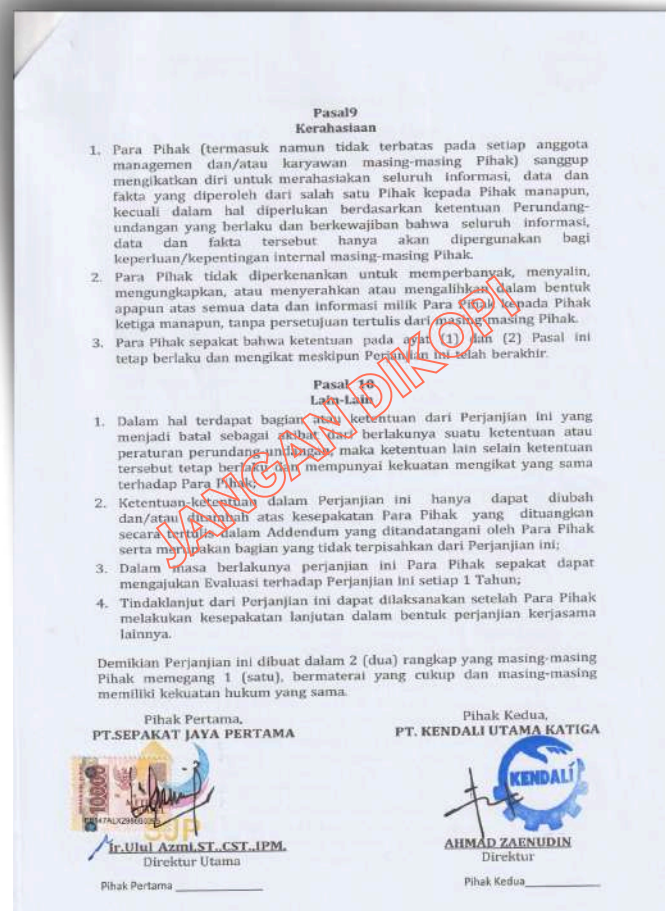 Pasal9
Kerahasiaan
1. Para Pihak (termasuk namun tidak terbatas pada setiap anggota
managemen dan/atau karyawan masing-masing Pihak) sanggup
mengikatkan diri untuk merahasiakan seluruh informasi, data dan
fakta yang diperoleh dari salah satu Pihak kepada Pihak manapun,
kecuali dalam hal diperlukan berdasarkan ketentuan Perundang-
undangan yang berlaku dan berkewajiban bahwa seluruh informasi,
data dan fakta tersebut hanya akan dipergunakan bagi
keperluan/kepentingan internal masing-masing Pihak.
2. Para Pihak tidak diperkenankan untuk memperbanyak, menyalin,
mengungkapkan, atau menyerahkan atau mengalihkan dalam bentuk
apapun atas semua data dan informasi milik Para Pihak kepada Pihak
ketiga manapun, tanpa persetujuan tertulis dari masing-masing Pihak.
3. Para Pihak sepakat bahwa ketentuan pada ayat (1) dan (2) Pasal ini
tetap berlaku dan mengikat meskipun Perjanjian ini telah berakhir.
Pasal 10
Lain-Lain
1. Dalam hal terdapat bagian atau ketentuan dari Perjanjian ini yang
menjadi batal sebagai akibat dari berlakunya suatu ketentuan atau
peraturan perundang-undangan, maka ketentuan lain selain ketentuan
tersebut tetap berlaku dan mempunyai kekuatan mengikat yang sama
terhadap Para Pihak;
2. Ketentuan-ketentuan dalam Perjanjian ini hanya dapat diubah
dan/atau ditambah atas kesepakatan Para Pihak yang dituangkan
secara tertulis dalam Addendum yang ditandatangani oleh Para Pihak
serta merupakan bagian yang tidak terpisahkan dari Perjanjian ini;
3. Dalam masa berlakunya perjanjian ini Para Pihak sepakat dapat
mengajukan Evaluasi terhadap Perjanjian ini setiap 1 Tahun;
4. Tindaklanjut dari Perjanjian ini dapat dilaksanakan setelah Para Pihak
melakukan kesepakatan lanjutan dalam bentuk perjanjian kerjasama
lainnya.
JANGAN DIKOPI
Demikian Perjanjian ini dibuat dalam 2 (dua) rangkap yang masing-masing
Pihak memegang 1 (satu), bermaterai yang cukup dan masing-masing
memiliki kekuatan hukum yang sama.
Pihak Pertama,
PT.SEPAKAT JAYA PERTAMA
10000
SJP
Ir.Ulul Azmi,ST.,CST.,IPM.
Direktur Utama
Pihak Pertama ____________
Pihak Kedua,
PT. KENDALI UTAMA KATIGA
KENDALI
AHMAD ZAENUDIN
Direktur
Pihak Kedua____________